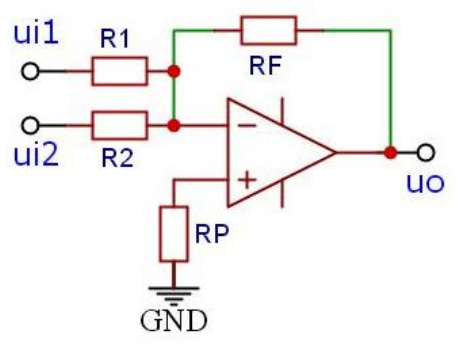 ui1
R1
RF
ui2
R2
−
+
uo
RP
GND